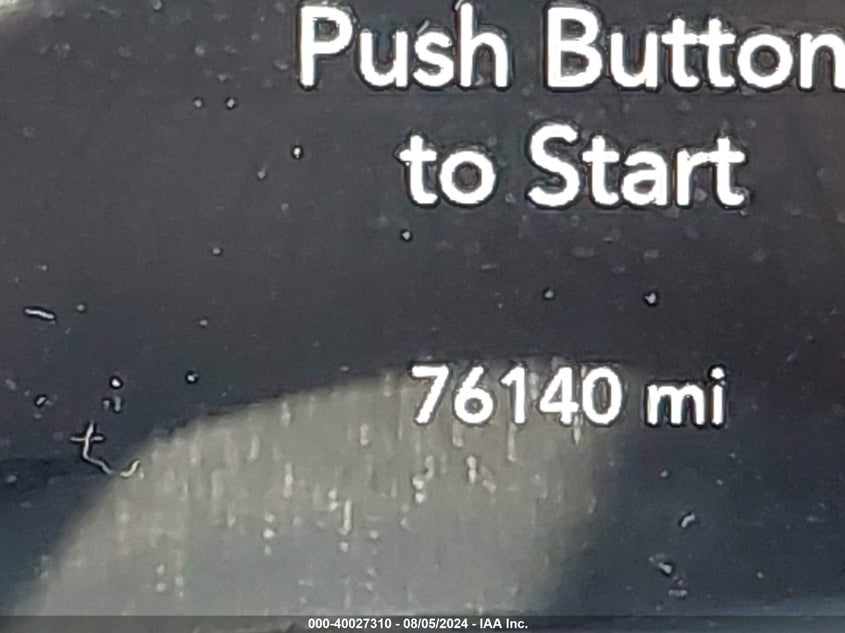 Push Button
to Start
76140 mi
000-40027310 - 08/05/2024 - IAA Inc.